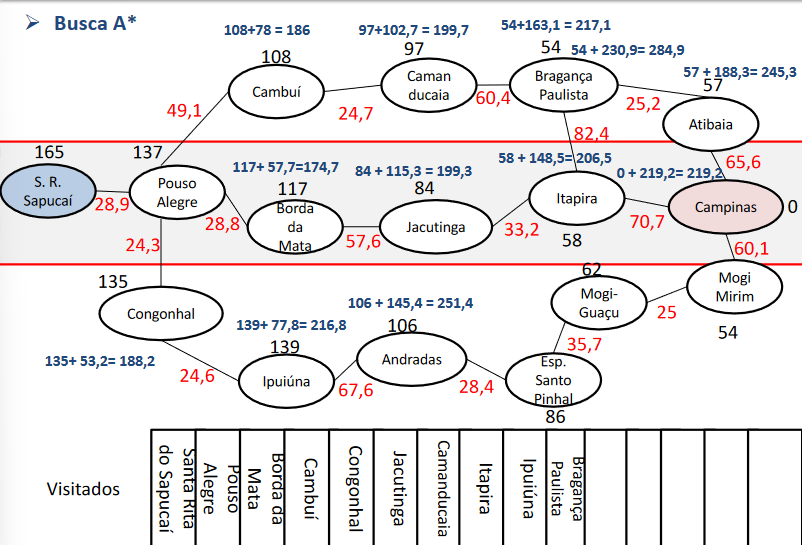 ➢ Busca A*
108+78 = 186
97+102,7 = 199,7
54+163,1 = 217,1
54 + 230,9= 284,9
57 + 188,3= 245,3
108
97
54
57
Cambuí
Caman
ducaia
Bragança
Paulista
Atibaia
49,1
24,7
60,4
25,2
82,4
65,6
165
137
117+ 57,7=174,7
84 + 115,3 = 199,3
58 + 148,5= 206,5
0 + 219,2= 219,2
117
84
S. R.
Sapucaí
Pouso
Alegre
Borda
da
Mata
Jacutinga
Itapira
Campinas
0
28,9
28,8
57,6
33,2
70,7
58
24,3
60,1
135
62
Congonhal
Mogi-
Guaçu
Mogi
Mirim
25
54
106 + 145,4 = 251,4
139+ 77,8= 216,8
106
139
35,7
135+ 53,2= 188,2
24,6
Ipuiúna
67,6
Andradas
28,4
Esp.
Santo
Pinhal
86
Visitados
Santa Rita
do Sapucaí
Pouso
Alegre
Borda da
Mata
Cambuí
Congonhal
Jacutinga
Camanducaia
Itapira
Ipuiúna
Bragança
Paulista